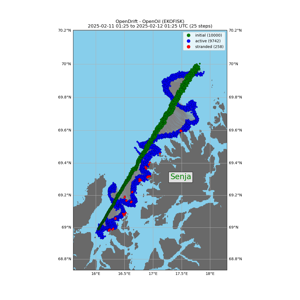 OpenDrift - OpenOil (EKOFISK)
2025-02-11 01:25 to 2025-02-12 01:25 UTC (25 steps)
initial (10000)
active (9742)
stranded (258)
70.2°N 70.2°N
70°N 70°N
69.8°N 69.8°N
69.6°N 69.6°N
69.4°N 69.4°N
Senja
69.2°N 69.2°N
69°N 69°N
68.8°N 68.8°N
16°E 16.5°E 17°E 17.5°E 18°E